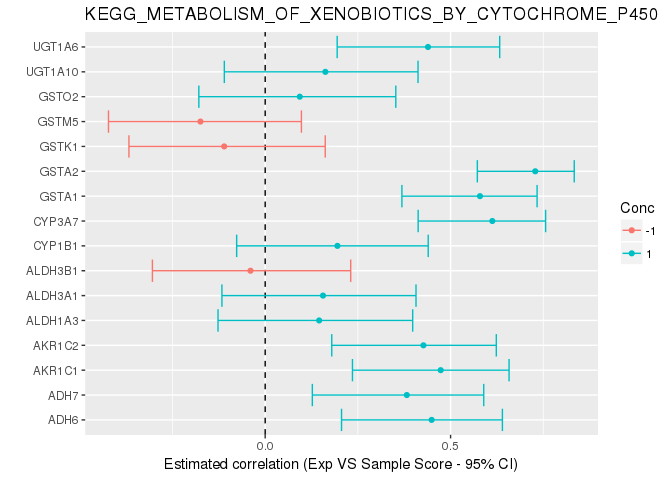 KEGG_METABOLISM_OF_XENOBIOTICS_BY_CYTOCHROME_P450
UGT1A6
UGT1A10
GSTO2
GSTM5
GSTK1
GSTA2
GSTA1
CYP3A7
CYP1B1
ALDH3B1
ALDH3A1
ALDH1A3
AKR1C2
AKR1C1
ADH7
ADH6
0.0 0.5
Estimated correlation (Exp VS Sample Score - 95% CI)
Conc
-1
1